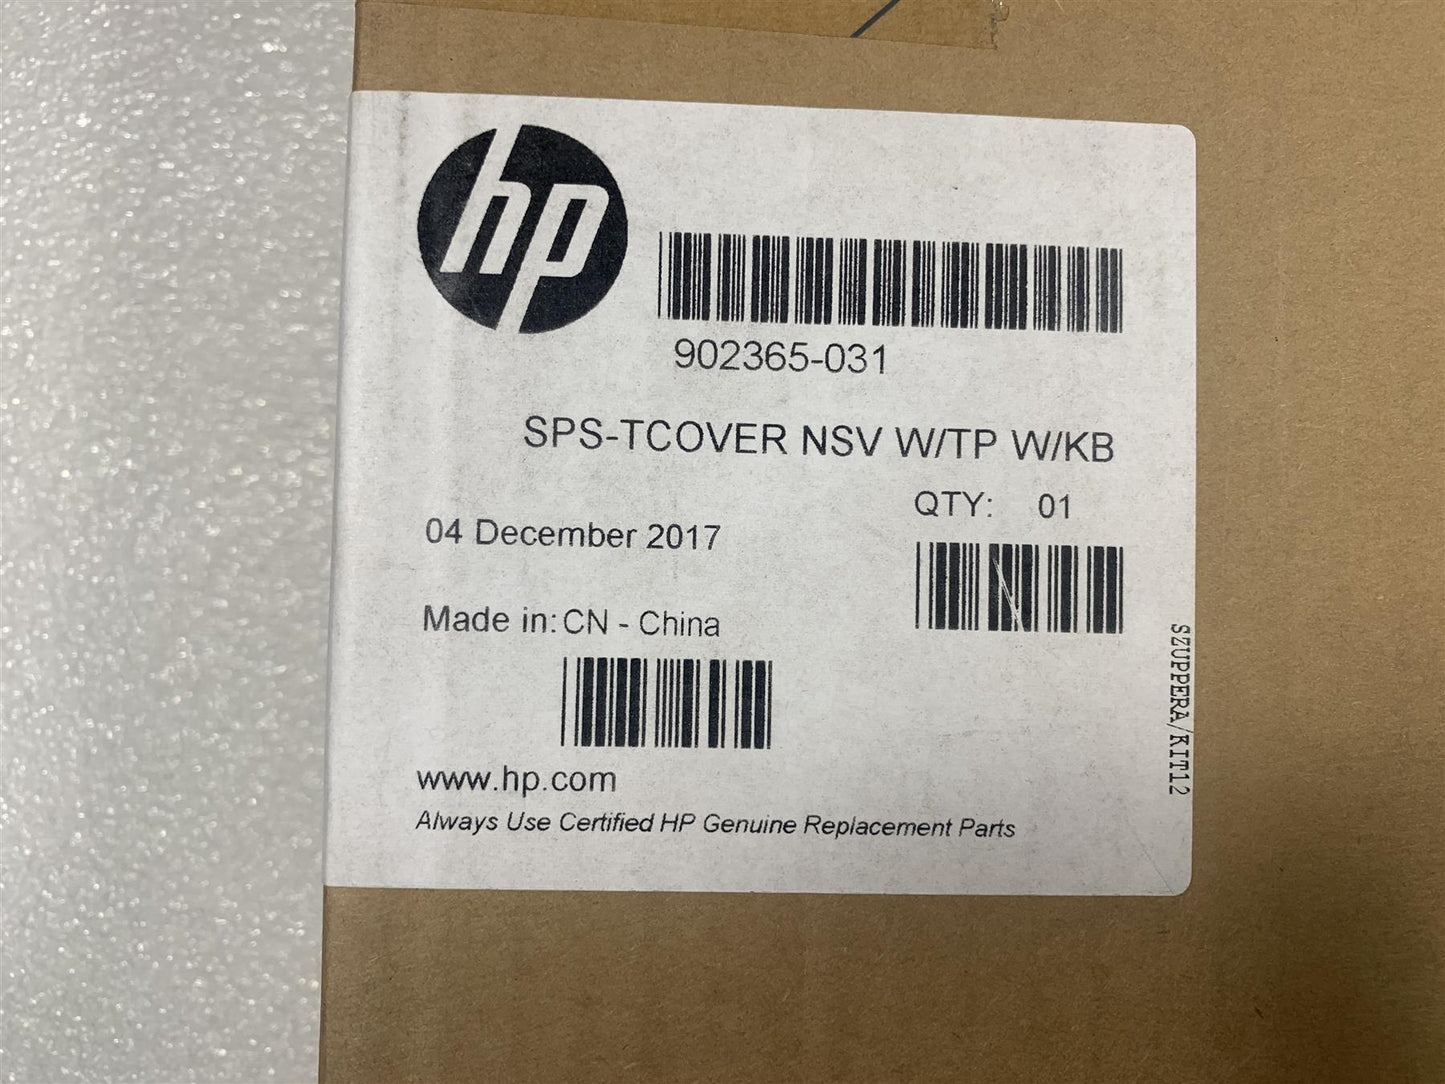 hp
902365-031
SPS-TCOVER NSV W/TP W/KB
QTY: 01
04 December 2017
Made in: CN - China
www.hp.com
Always Use Certified HP Genuine Replacement Parts
SZUPPERA/KIT12